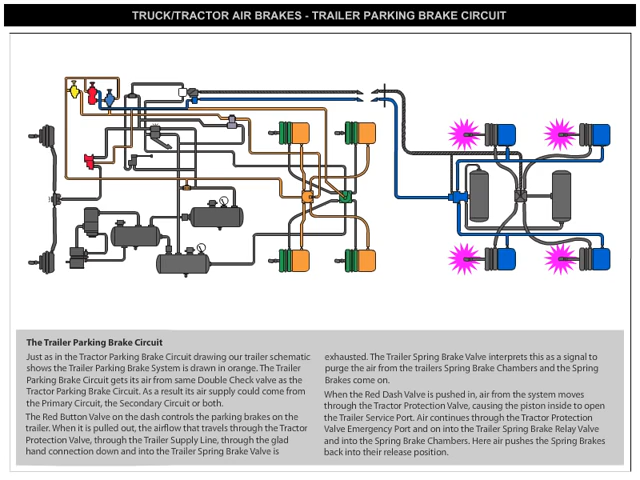 TRUCK/TRACTOR AIR BRAKES - TRAILER PARKING BRAKE CIRCUIT
The Trailer Parking Brake Circuit
Just as in the Tractor Parking Brake Circuit drawing our trailer schematic
shows the Trailer Parking Brake System is drawn in orange. The Trailer
Parking Brake Circuit gets its air from same Double Check valve as the
Tractor Parking Brake Circuit. As a result its air supply could come from
the Primary Circuit, the Secondary Circuit or both.
The Red Button Valve on the dash controls the parking brakes on the
trailer. When it is pulled out, the airflow that travels through the Tractor
Protection Valve, through the Trailer Supply Line, through the glad
hand connection down and into the Trailer Spring Brake Valve is
exhausted. The Trailer Spring Brake Valve interprets this as a signal to
purge the air from the trailers Spring Brake Chambers and the Spring
Brakes come on.
When the Red Dash Valve is pushed in, air from the system moves
through the Tractor Protection Valve, causing the piston inside to open
the Trailer Service Port. Air continues through the Tractor Protection
Valve Emergency Port and on into the Trailer Spring Brake Relay Valve
and into the Spring Brake Chambers. Here air pushes the Spring Brakes
back into their release position.